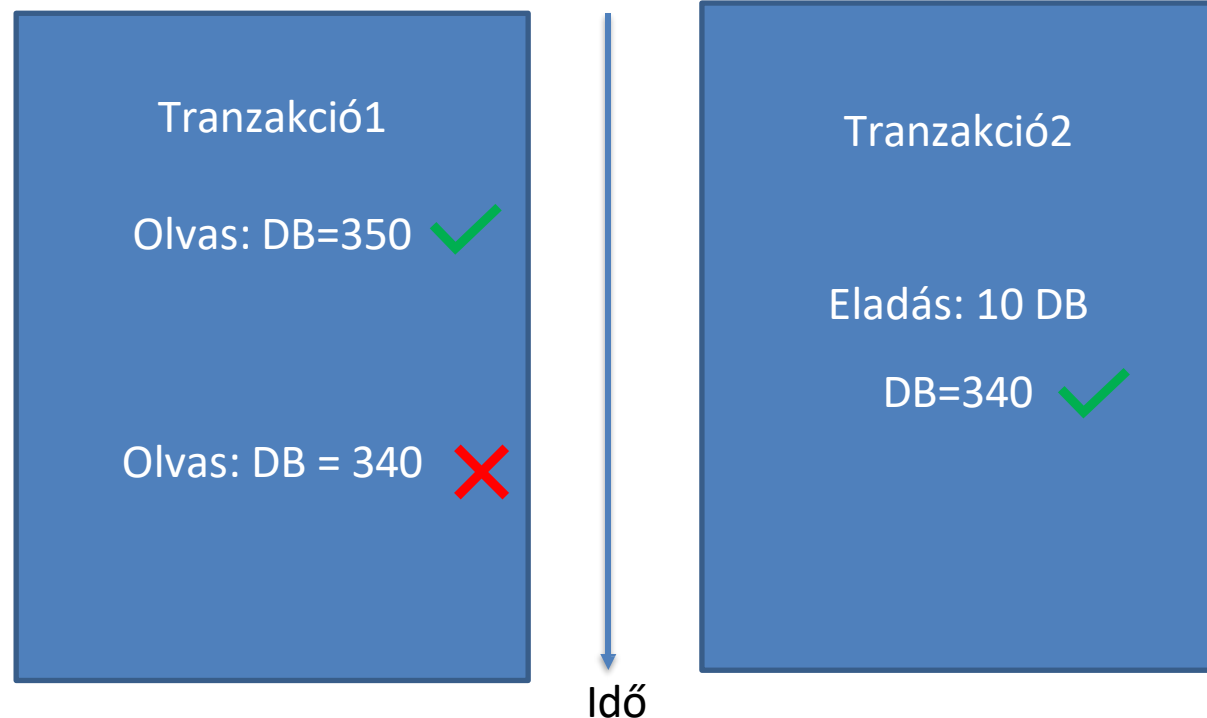 Tranzakció1
Olvas: DB=350
Olvas: DB = 340
Idő
Tranzakció2
Eladás: 10 DB
DB=340